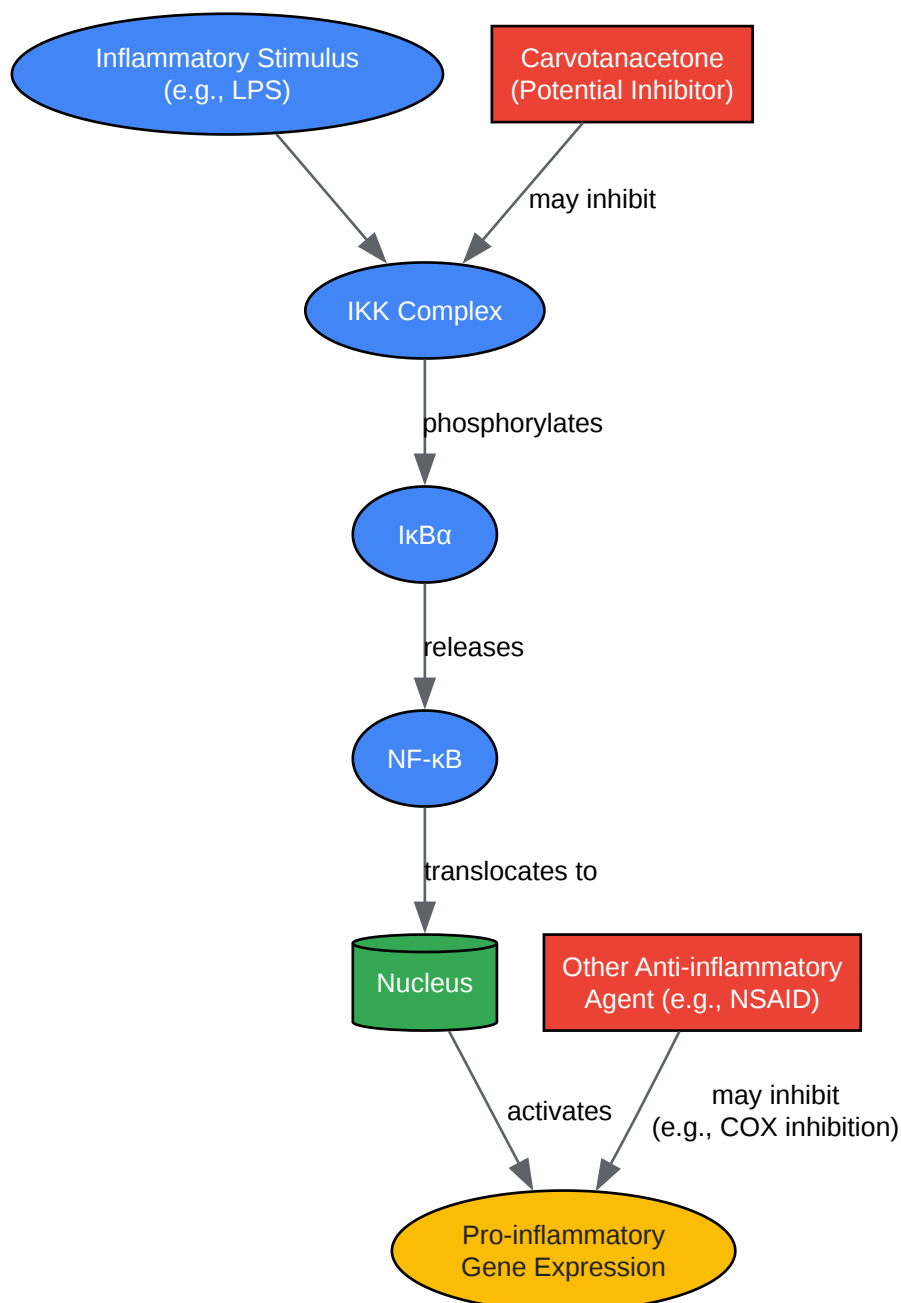 Inflammatory Stimulus
(e.g., LPS)
Carvotanacetone
(Potential Inhibitor)
may inhibit
IKK Complex
phosphorylates
IκBα
releases
NF-κB
translocates to
Nucleus
Other Anti-inflammatory
Agent (e.g., NSAID)
activates
may inhibit
(e.g., COX inhibition)
Pro-inflammatory
Gene Expression